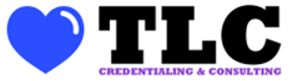 TLC
CREDENTIALING & CONSULTING